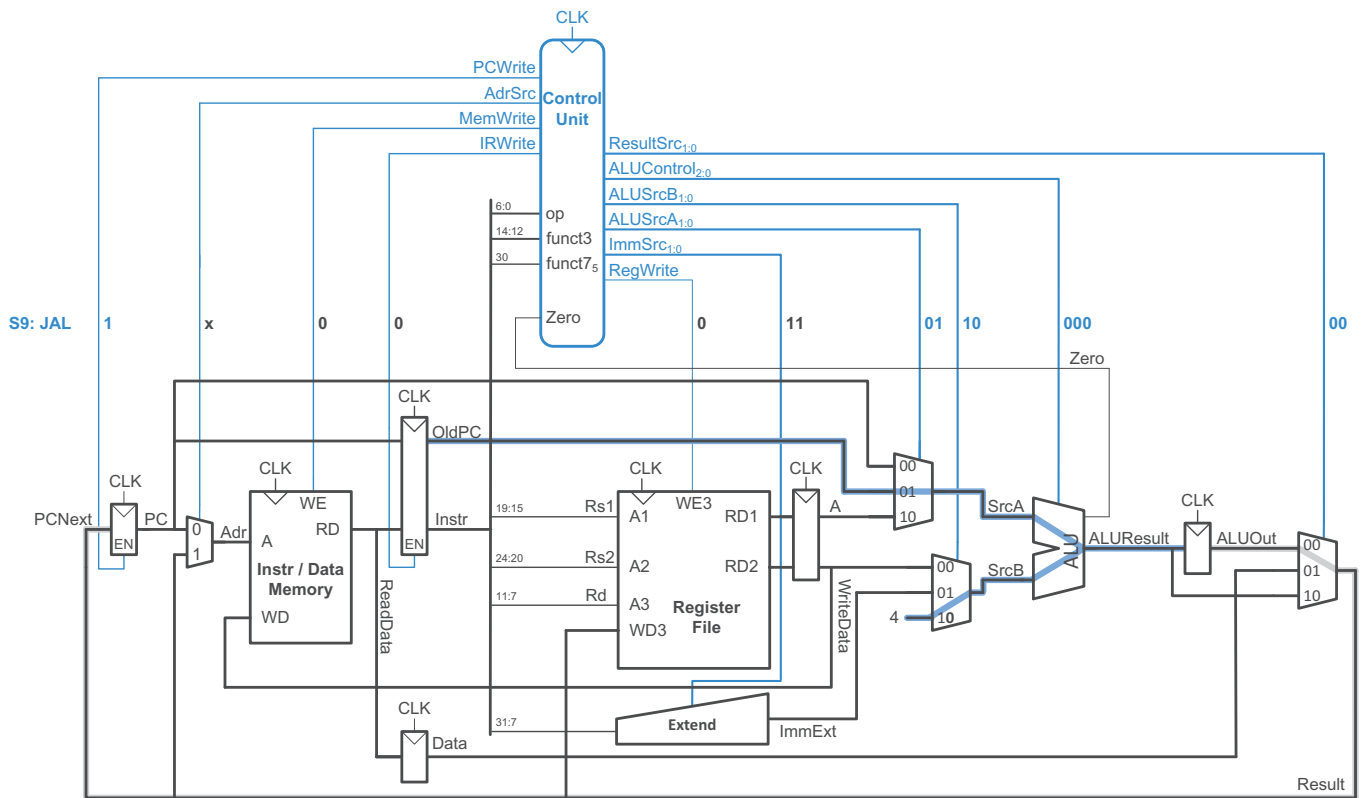 CLK
PCWrite
AdrSrc
MemWrite
IRWrite
Control
Unit
ResultSrc1:0
ALUControl2:0
ALUSrcB1:0
ALUSrcA1:0
ImmSrc1:0
RegWrite
6:0
op
14:12
funct3
30
funct75
Zero
S9: JAL
1
x
0
0
0
11
01
10
000
00
Zero
CLK
OldPC
CLK
CLK
CLK
CLK
CLK
PCNext
PC
EN
0
1
Adr
WE
A
RD
Instr / Data
Memory
WD
EN
Instr
ReadData
19:15
Rs1
24:20
Rs2
11:7
Rd
A1
A2
A3
WD3
WE3
RD1
RD2
Register
File
A
WriteData
00
01
10
00
01
10
4
SrcA
SrcB
ALU
ALUResult
CLK
ALUOut
00
01
10
CLK
Data
31:7
Extend
ImmExt
Result